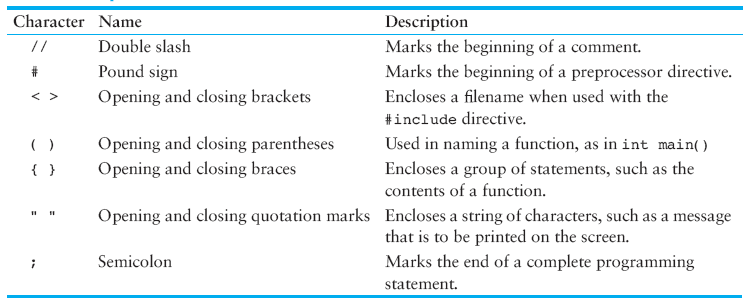 Character Name Description
// Double slash Marks the beginning of a comment.
# Pound sign Marks the beginning of a preprocessor directive.
< > Opening and closing brackets Encloses a filename when used with the
#include directive.
( ) Opening and closing parentheses Used in naming a function, as in int main()
{ } Opening and closing braces Encloses a group of statements, such as the
contents of a function.
" " Opening and closing quotation marks Encloses a string of characters, such as a message
that is to be printed on the screen.
; Semicolon Marks the end of a complete programming
statement.